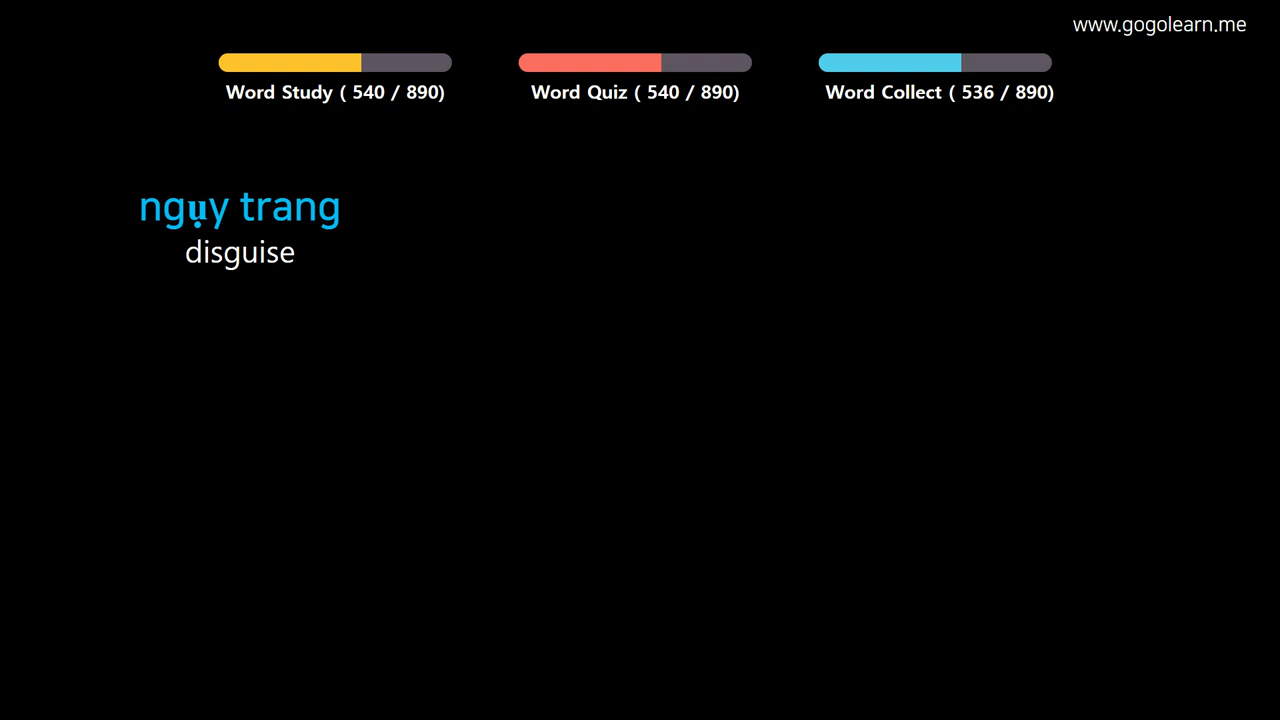 www.gogolearn.me
Word Study ( 540 / 890)
Word Quiz ( 540 / 890)
Word Collect ( 536 / 890)
ngụy trang
disguise